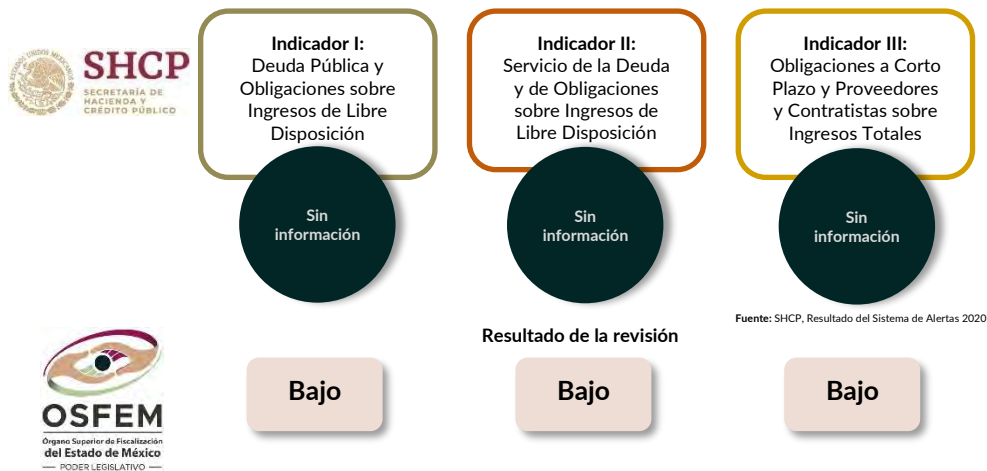 ESTADOS UNIDOS MEXICANOS
SHCP
SECRETARÍA DE
HACIENDA Y
CRÉDITO PÚBLICO
Indicador I:
Deuda Pública y
Obligaciones sobre
Ingresos de Libre
Disposición
Indicador II:
Servicio de la Deuda
y de Obligaciones
sobre Ingresos de
Libre Disposición
Indicador III:
Obligaciones a Corto
Plazo y Proveedores
y Contratistas sobre
Ingresos Totales
Sin
información
Sin
información
Sin
información
Fuente: SHCP, Resultado del Sistema de Alertas 2020
Resultado de la revisión
OSFEM
Órgano Superior de Fiscalización
del Estado de México
PODER LEGISLATIVO
Bajo
Bajo
Bajo